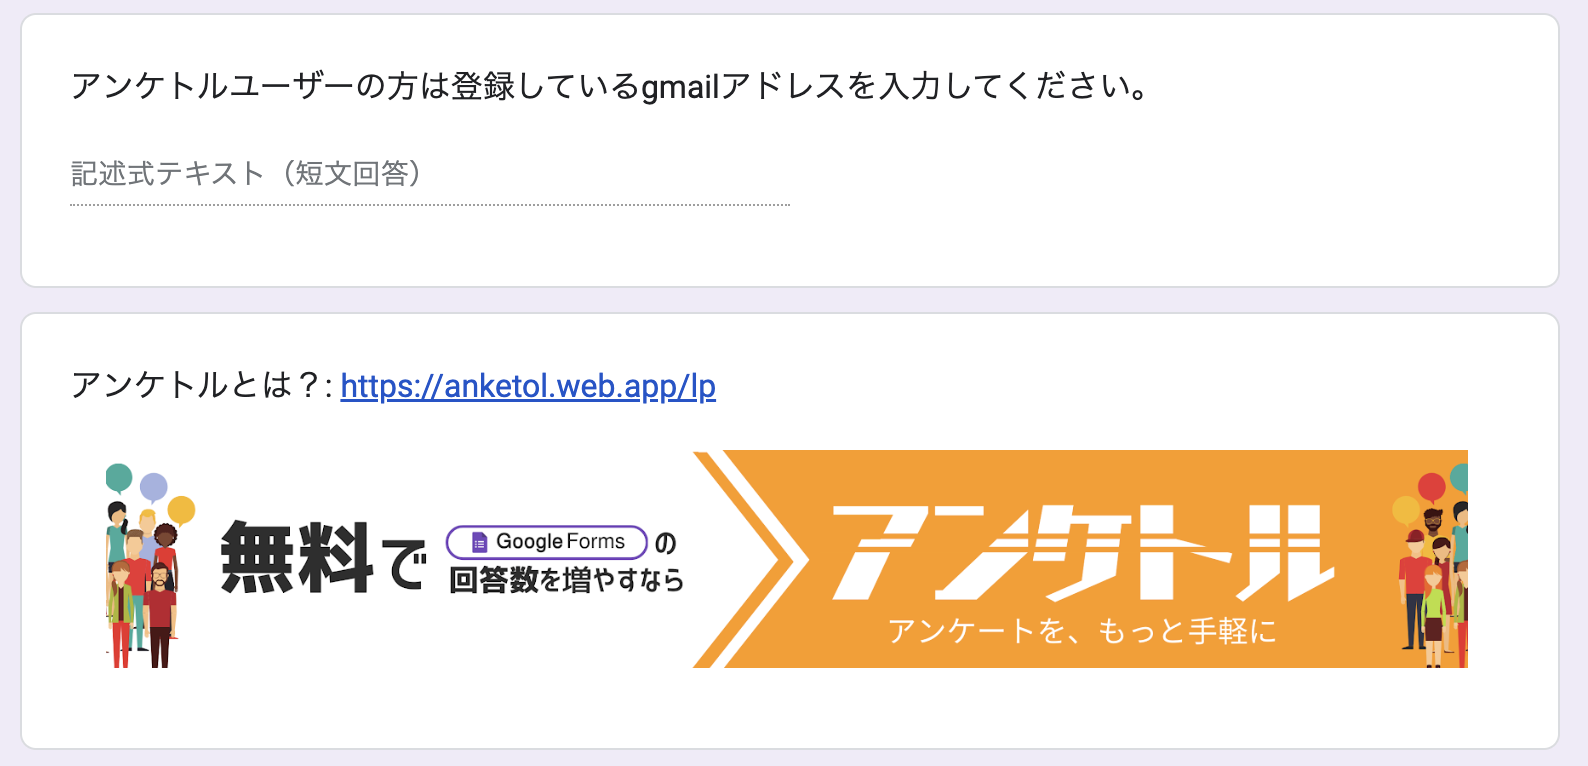 アンケトルユーザーの方は登録しているgmailアドレスを入力してください。
記述式テキスト（短文回答）
アンケトルとは？: https://anketol.web.app/lp
無料で Google Forms の
回答数を増やすなら
アンケトル
アンケートを、もっと手軽に